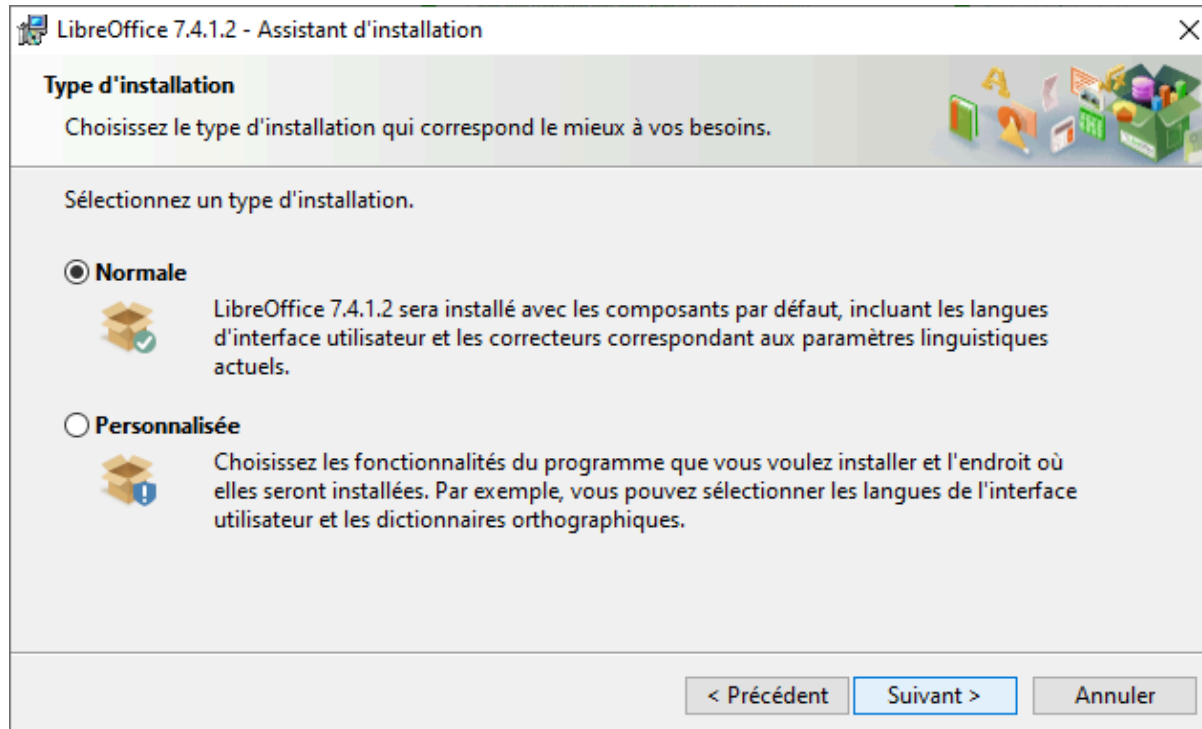 LibreOffice 7.4.1.2 - Assistant d'installation
Type d'installation
Choisissez le type d'installation qui correspond le mieux à vos besoins.
Sélectionnez un type d'installation.
Normale
LibreOffice 7.4.1.2 sera installé avec les composants par défaut, incluant les langues
d'interface utilisateur et les correcteurs correspondant aux paramètres linguistiques
actuels.
Personnalisée
Choisissez les fonctionnalités du programme que vous voulez installer et l'endroit où
elles seront installées. Par exemple, vous pouvez sélectionner les langues de l'interface
utilisateur et les dictionnaires orthographiques.
< Précédent Suivant > Annuler